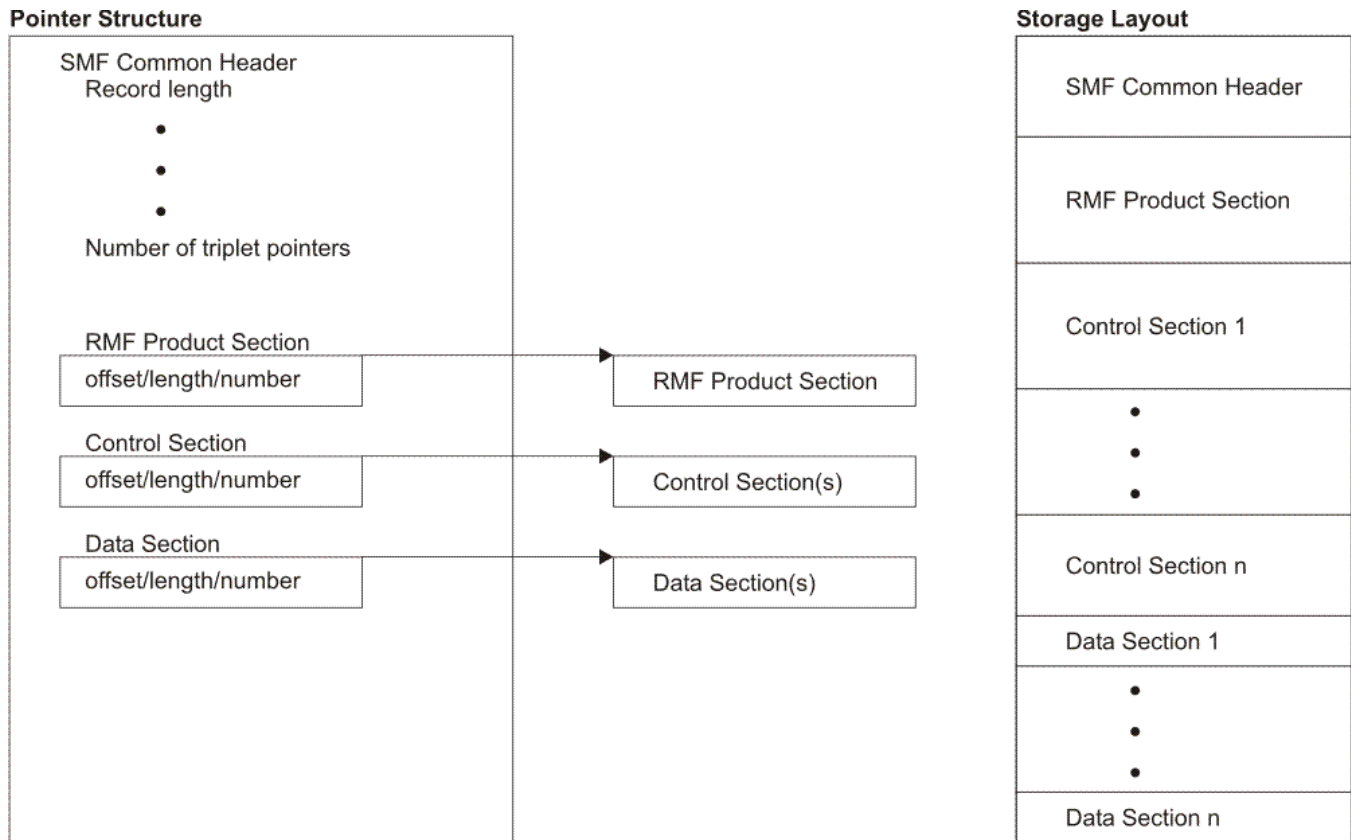 Pointer Structure
SMF Common Header
Record length
•
•
•
Number of triplet pointers
RMF Product Section
offset/length/number
RMF Product Section
Control Section
offset/length/number
Control Section(s)
Data Section
offset/length/number
Data Section(s)
Storage Layout
SMF Common Header
RMF Product Section
Control Section 1
•
•
•
Control Section n
Data Section 1
•
•
•
Data Section n